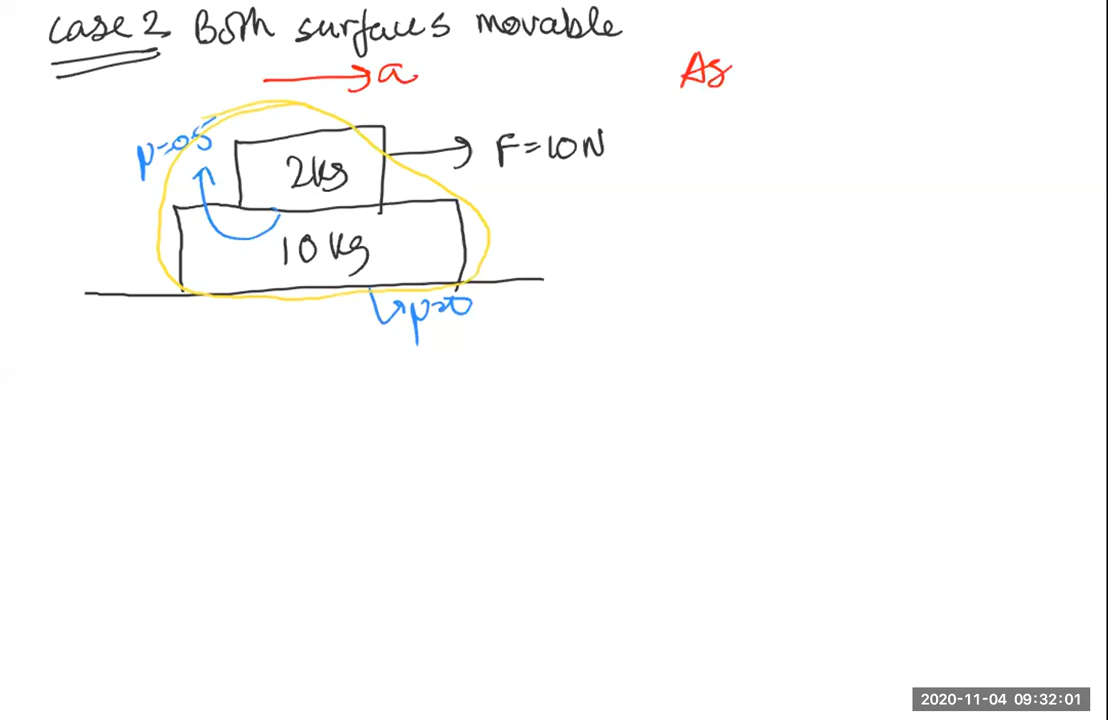 case 2 Both surfaces movable
a
As
μ=0.5
F=10N
2kg
10kg
μ=0
2020-11-04 09:32:01